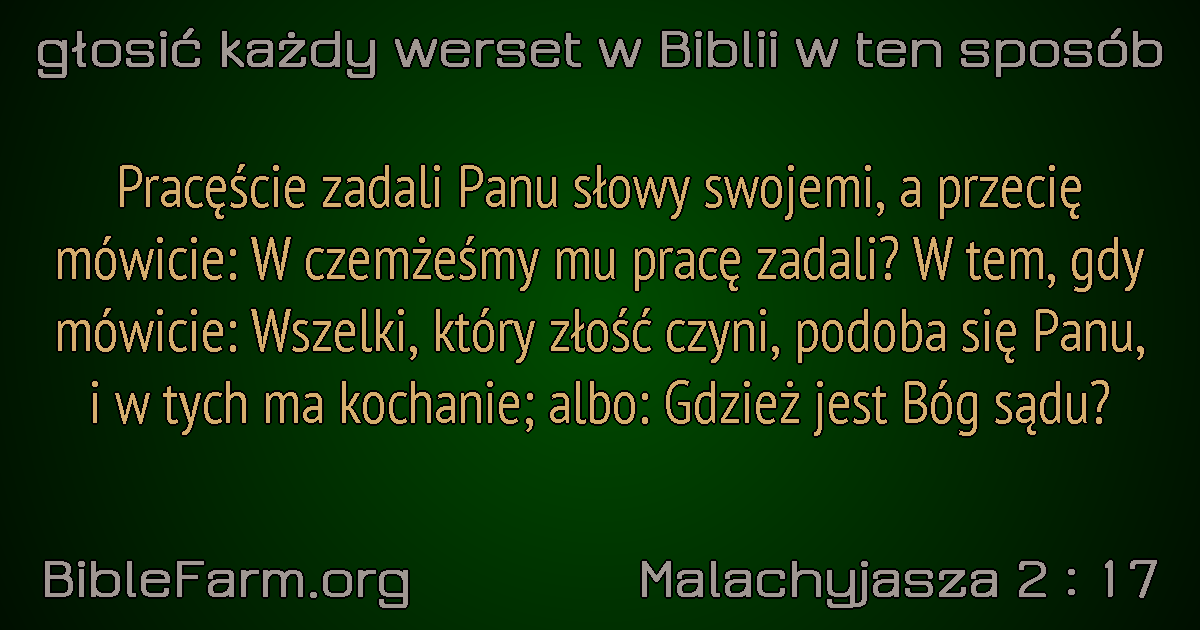 głosić każdy werset w Biblii w ten sposób
Pracęście zadali Panu słowy swojemi, a przecię
mówicie: W czemżeśmy mu pracę zadali? W tem, gdy
mówicie: Wszelki, który złość czyni, podoba się Panu,
i w tych ma kochanie; albo: Gdzież jest Bóg sądu?
BibleFarm.org
Malachyjasza 2 : 17